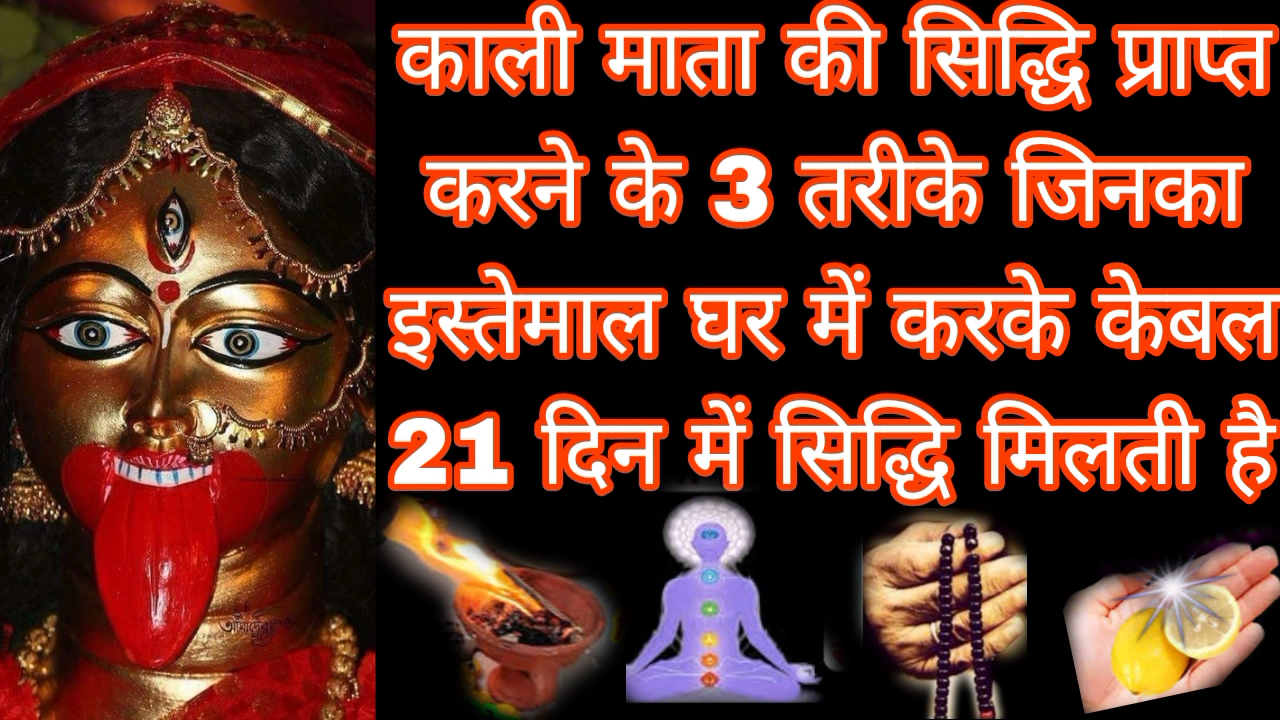 काली माता की सिद्धि प्राप्त
करने के 3 तरीके जिनका
इस्तेमाल घर में करके केबल
21 दिन में सिद्धि मिलती है